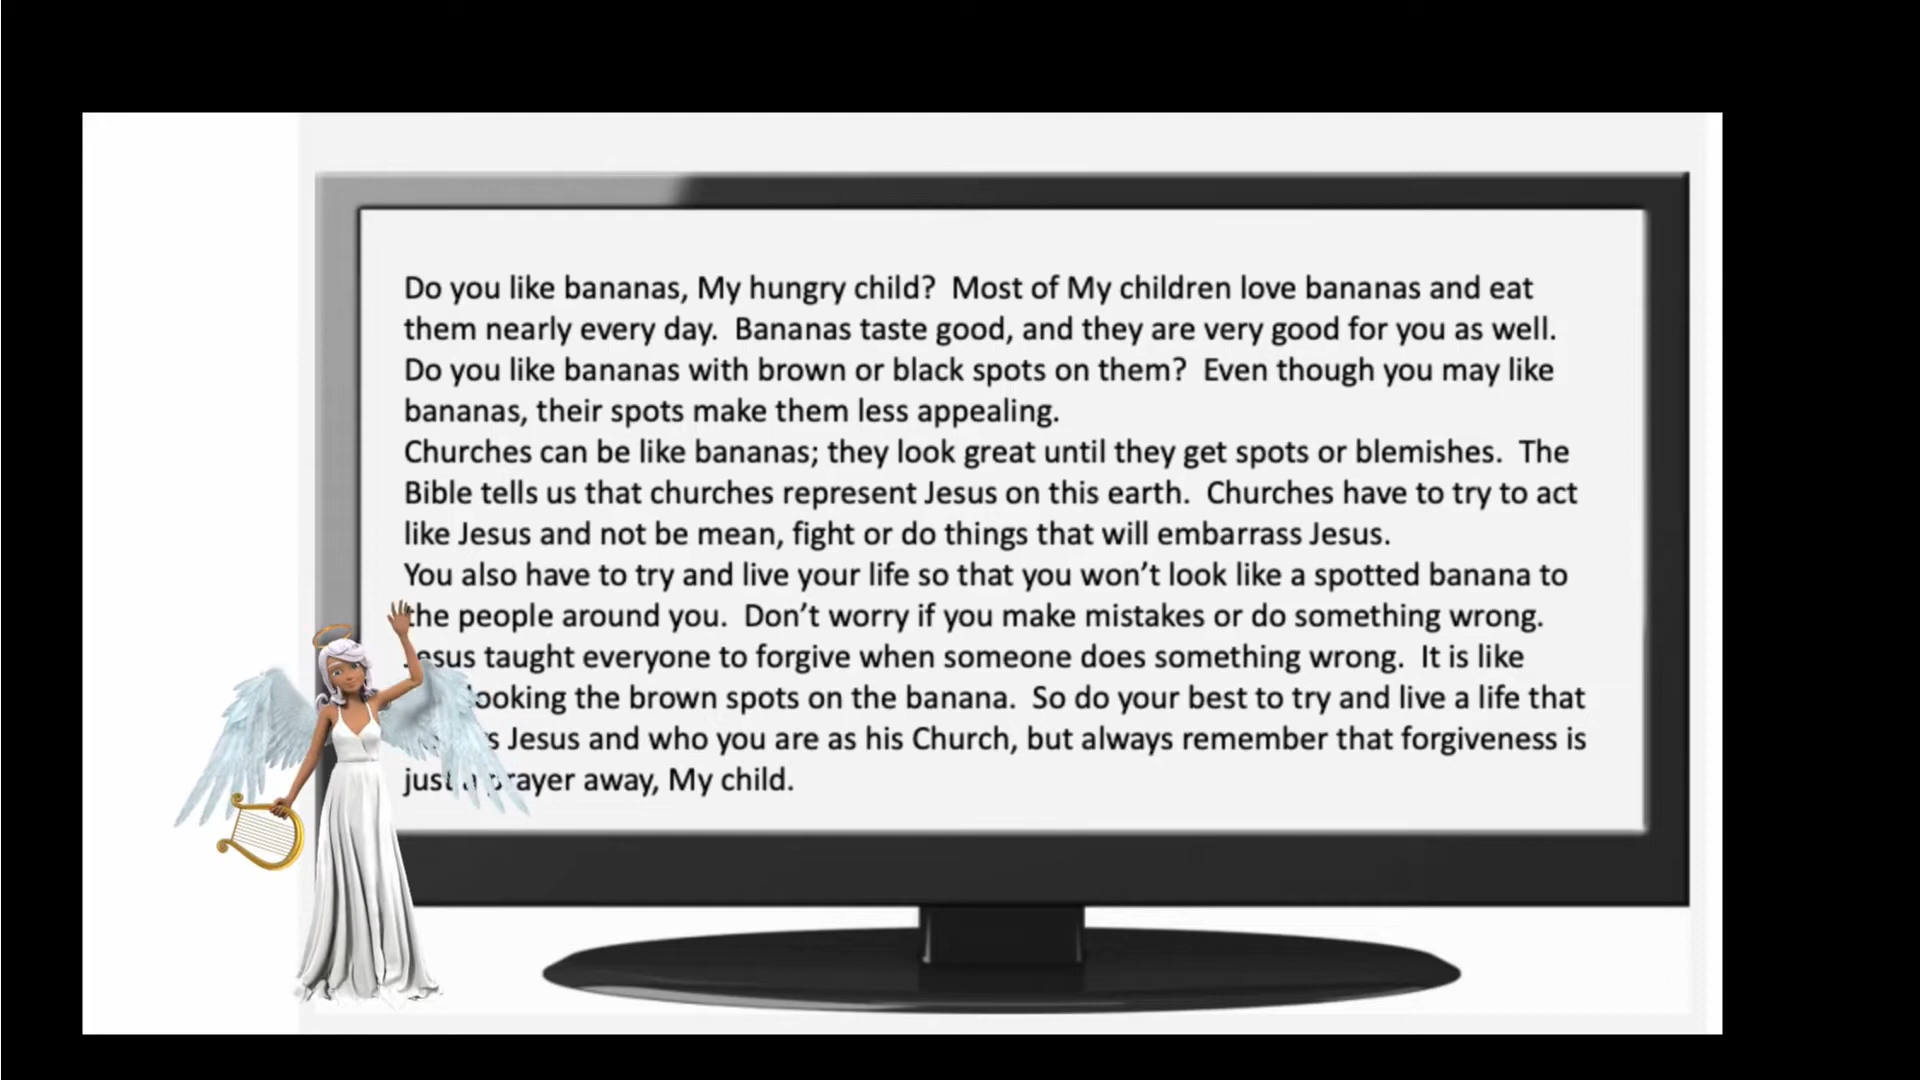 Do you like bananas, My hungry child?  Most of My children love bananas and eat
them nearly every day.  Bananas taste good, and they are very good for you as well.
Do you like bananas with brown or black spots on them?  Even though you may like
bananas, their spots make them less appealing.
Churches can be like bananas; they look great until they get spots or blemishes.  The
Bible tells us that churches represent Jesus on this earth.  Churches have to try to act
like Jesus and not be mean, fight or do things that will embarrass Jesus.
You also have to try and live your life so that you won’t look like a spotted banana to
the people around you.  Don’t worry if you make mistakes or do something wrong.
Jesus taught everyone to forgive when someone does something wrong.  It is like
the brown spots on the banana.  So do your best to try and live a life that
Jesus and who you are as his Church, but always remember that forgiveness is
just a prayer away, My child.